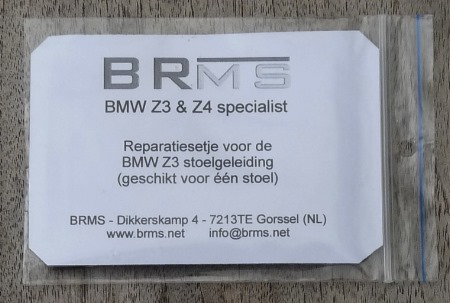 BRMS
BMW Z3 & Z4 specialist
Reparatiesetje voor de
BMW Z3 stoelgeleiding
(geschikt voor één stoel)
BRMS - Dikkerskamp 4 - 7213TE Gorssel (NL)
www.brms.net info@brms.net